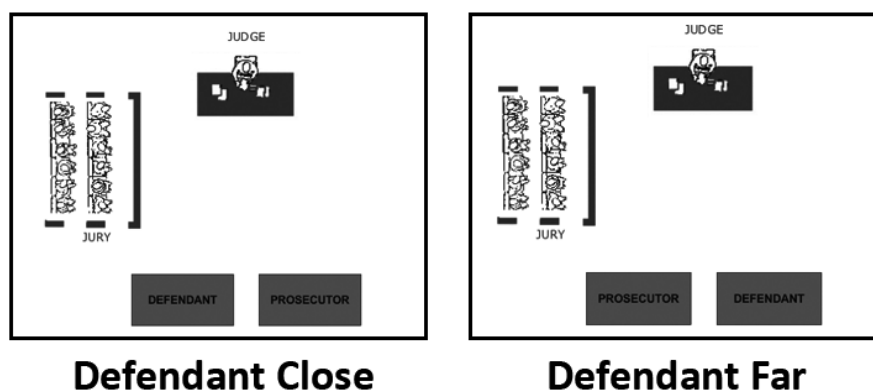 JUDGE
JURY
DEFENDANT PROSECUTOR
Defendant Close
JUDGE
JURY
PROSECUTOR DEFENDANT
Defendant Far